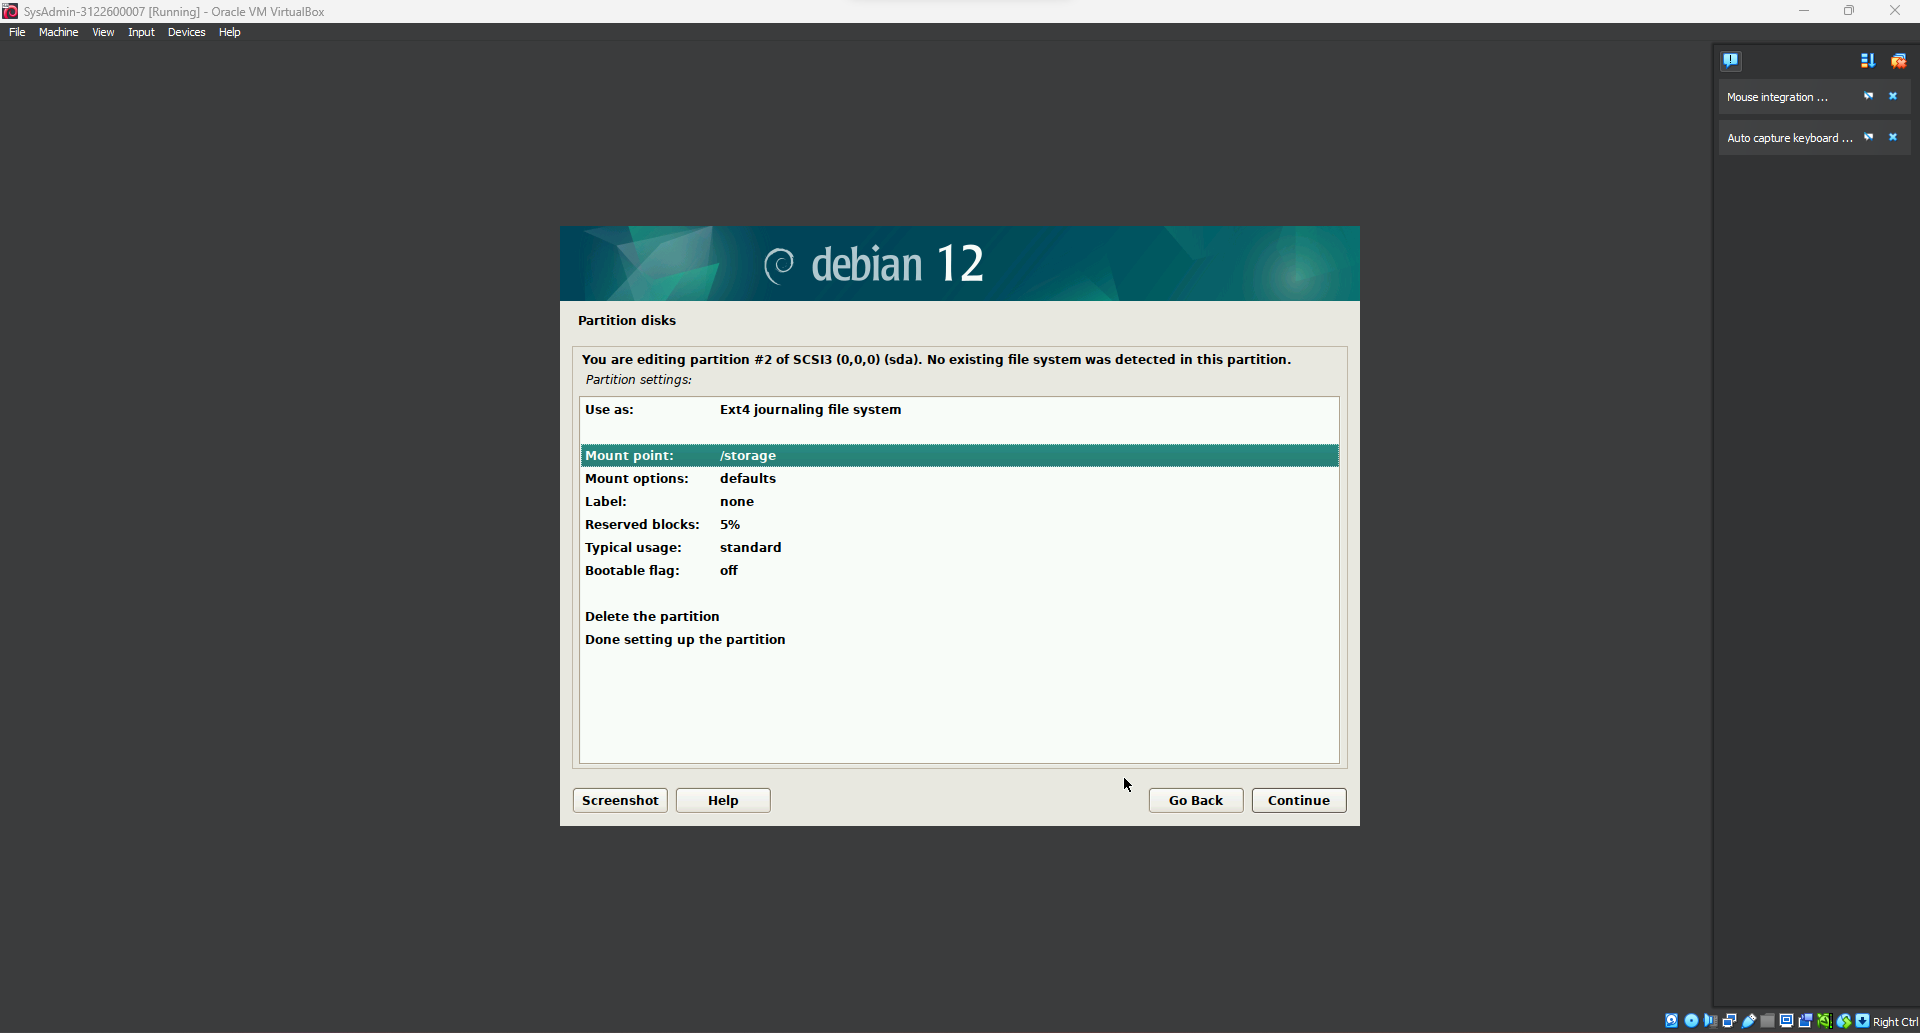 SysAdmin-3122600007 [Running] - Oracle VM VirtualBox
File Machine View Input Devices Help
Mouse integration ...
Auto capture keyboard ...
debian 12
Partition disks
You are editing partition #2 of SCSI3 (0,0,0) (sda). No existing file system was detected in this partition.
Partition settings:
Use as: Ext4 journaling file system
Mount point: /storage
Mount options: defaults
Label: none
Reserved blocks: 5%
Typical usage: standard
Bootable flag: off
Delete the partition
Done setting up the partition
Screenshot Help Go Back Continue
Right Ctrl